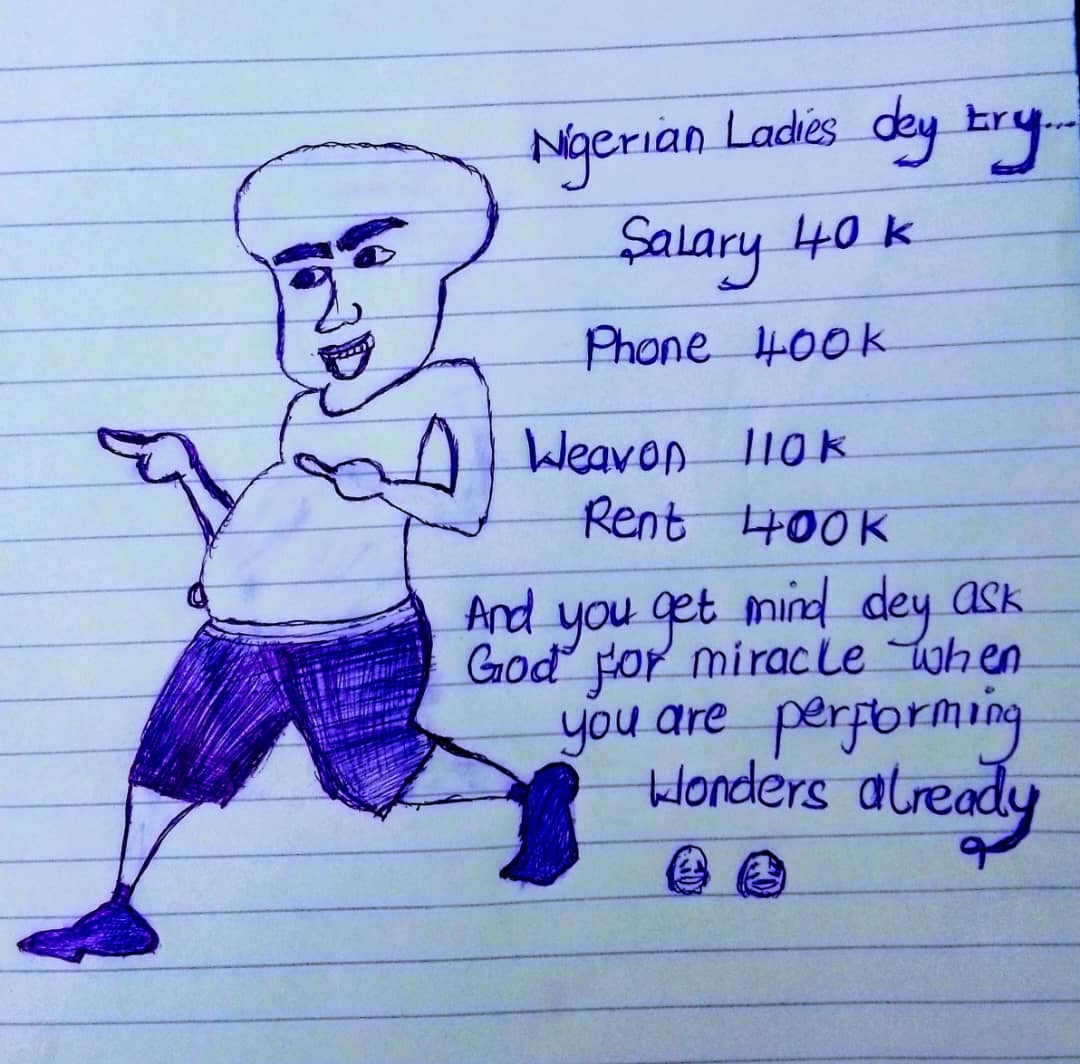 Nigerian Ladies dey try...
Salary 40 k
Phone 400k
Weavon 110k
Rent 400k
And you get mind dey ask
God for miracle when
you are performing
Wonders already